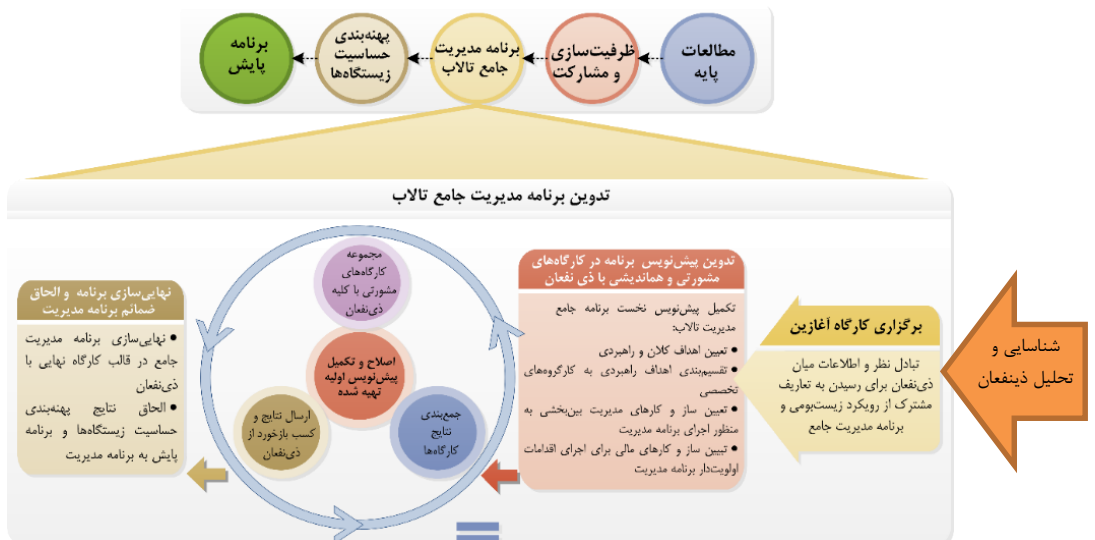 مطالعات
پایه
ظرفیت‌سازی
و مشارکت
برنامه مدیریت
جامع تالاب
پهنه‌بندی
حساسیت
زیستگاه‌ها
برنامه
پایش
تدوین برنامه مدیریت جامع تالاب
شناسایی و
تحلیل ذینفعان
برگزاری کارگاه آغازین
تبادل نظر و اطلاعات میان
ذی‌نفعان برای رسیدن به تعاریف
مشترک از رویکرد زیست‌بومی و
برنامه مدیریت جامع
تدوین پیش‌نویس برنامه در کارگاه‌های
مشورتی و هماندیشی با ذی نفعان
تکمیل پیش‌نویس نخست برنامه جامع
مدیریت تالاب:
● تعیین اهداف کلان و راهبردی
● تقسیم‌بندی اهداف راهبردی به کارگروه‌های
تخصصی
● تعیین ساز و کارهای مدیریت بین‌بخشی به
منظور اجرای برنامه مدیریت
● تبیین ساز و کارهای مالی برای اجرای اقدامات
اولویت‌دار برنامه مدیریت
مجموعه
کارگاه‌های
مشورتی با کلیه
ذی‌نفعان
اصلاح و تکمیل
پیش‌نویس اولیه
تهیه شده
جمع‌بندی
نتایج
کارگاه‌ها
ارسال نتایج و
کسب بازخورد از
ذی‌نفعان
نهایی‌سازی برنامه و الحاق
ضمائم برنامه مدیریت
● نهایی‌سازی برنامه مدیریت
جامع در قالب کارگاه نهایی با
ذی‌نفعان
● الحاق نتایج پهنه‌بندی
حساسیت زیستگاه‌ها و برنامه
پایش به برنامه مدیریت